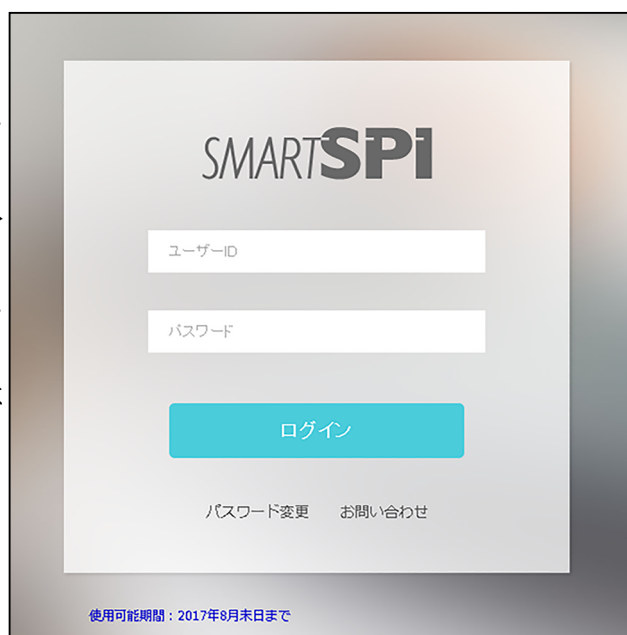 SMARTSPI
ユーザーID
パスワード
ログイン
パスワード変更 お問い合わせ
使用可能期間：2017年8月末日まで